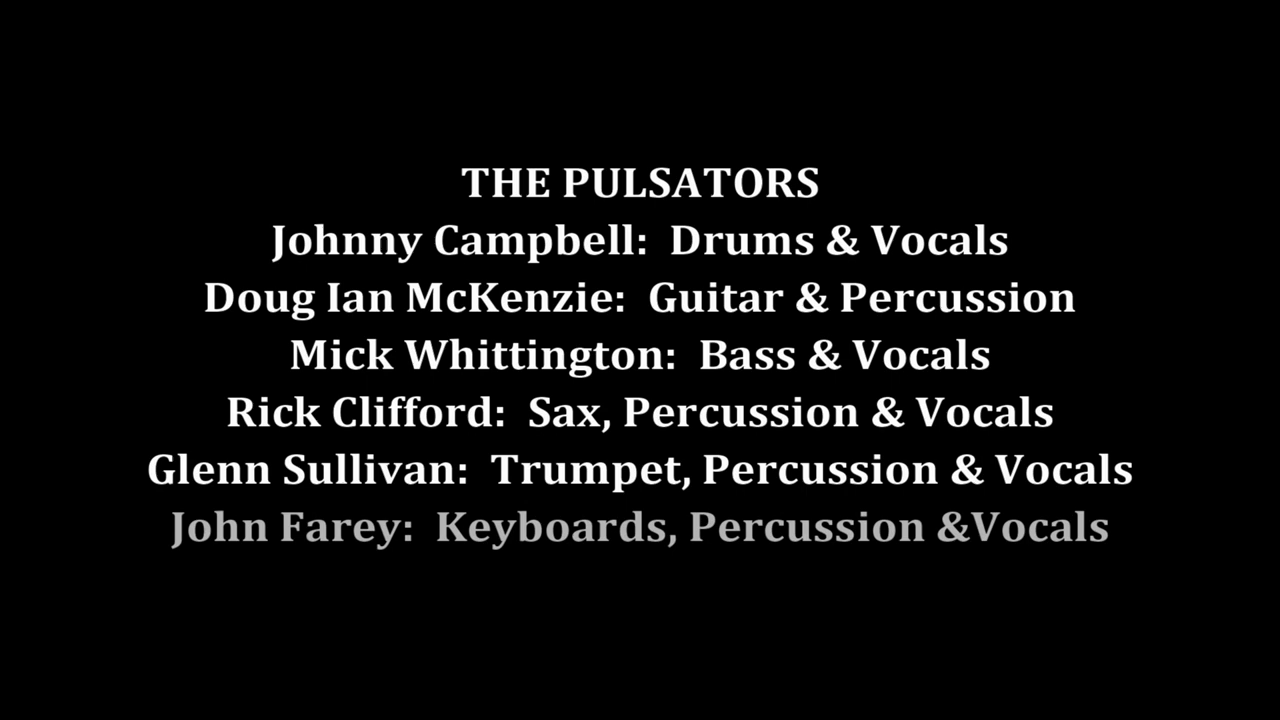 THE PULSATORS
Johnny Campbell:  Drums & Vocals
Doug Ian McKenzie:  Guitar & Percussion
Mick Whittington:  Bass & Vocals
Rick Clifford:  Sax, Percussion & Vocals
Glenn Sullivan:  Trumpet, Percussion & Vocals
John Farey:  Keyboards, Percussion &Vocals